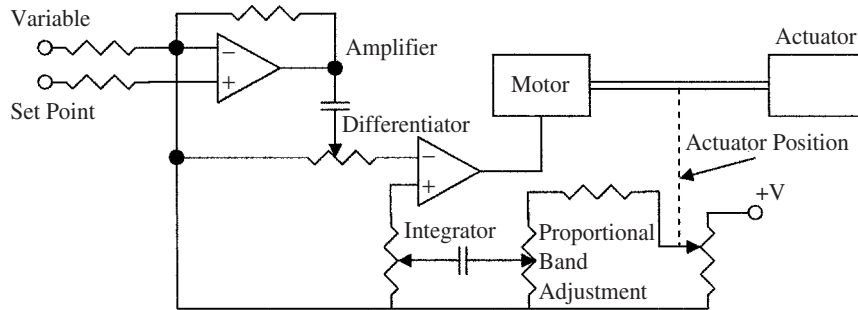 Variable
Set Point
−
+
Amplifier
Differentiator
−
+
Motor
Actuator
Actuator Position
+V
Integrator
Proportional
Band
Adjustment